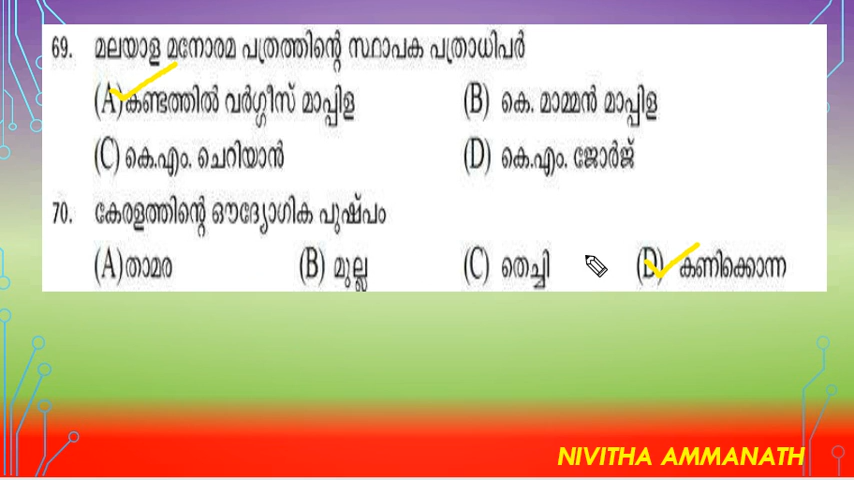 69. മലയാള മനോരമ പത്രത്തിന്റെ സ്ഥാപക പത്രാധിപർ
(A) കണ്ടത്തിൽ വർഗ്ഗീസ് മാപ്പിള (B) കെ. മാമ്മൻ മാപ്പിള
(C) കെ.എം. ചെറിയാൻ (D) കെ.എം. ജോർജ്
70. കേരളത്തിന്റെ ഔദ്യോഗിക പുഷ്പം
(A) താമര (B) മുല്ല (C) തെച്ചി (D) കണിക്കൊന്ന
NIVITHA AMMANATH